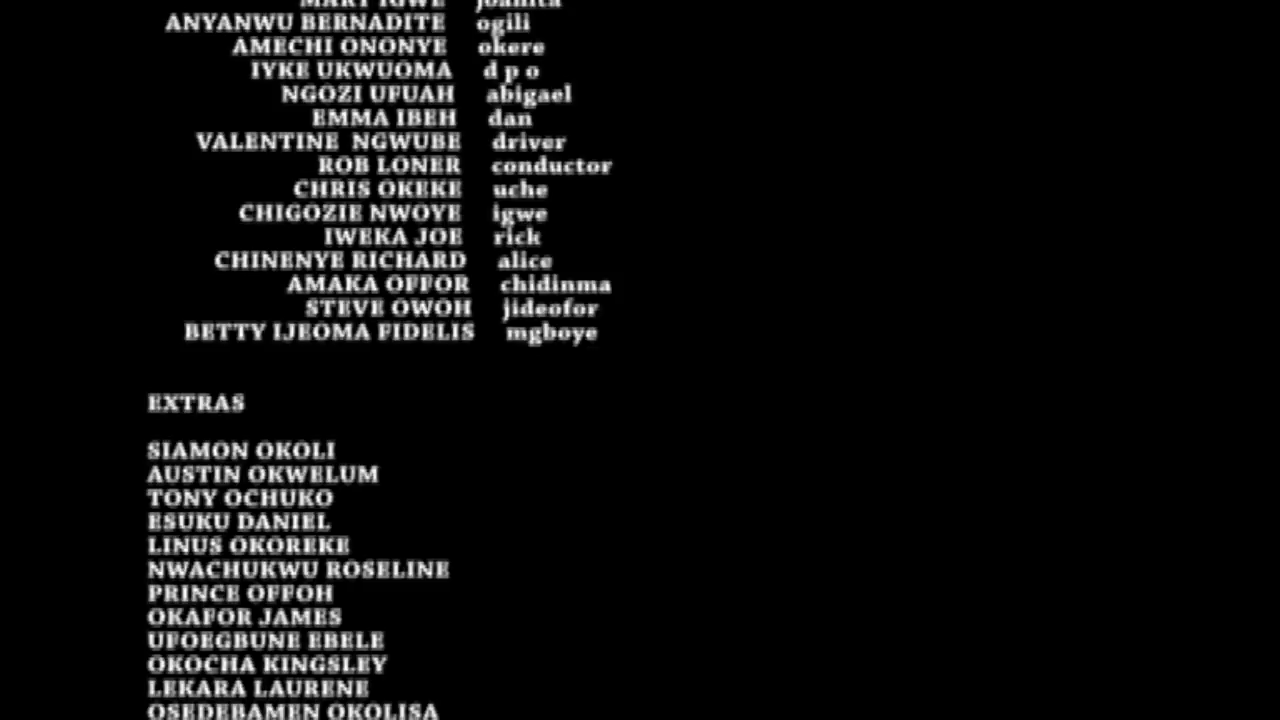 MARY IGWE joanita
ANYANWU BERNADITE ogili
AMECHI ONONYE okere
IYKE UKWUOMA d p o
NGOZI UFUAH abigael
EMMA IBEH dan
VALENTINE NGWUBE driver
ROB LONER conductor
CHRIS OKEKE uche
CHIGOZIE NWOYE igwe
IWEKA JOE rick
CHINENYE RICHARD alice
AMAKA OFFOR chidinma
STEVE OWOH jideofor
BETTY IJEOMA FIDELIS mgboye
EXTRAS
SIAMON OKOLI
AUSTIN OKWELUM
TONY OCHUKO
ESUKU DANIEL
LINUS OKOREKE
NWACHUKWU ROSELINE
PRINCE OFFOH
OKAFOR JAMES
UFOEGBUNE EBELE
OKOCHA KINGSLEY
LEKARA LAURENE
OSEDEBAMEN OKOLISA